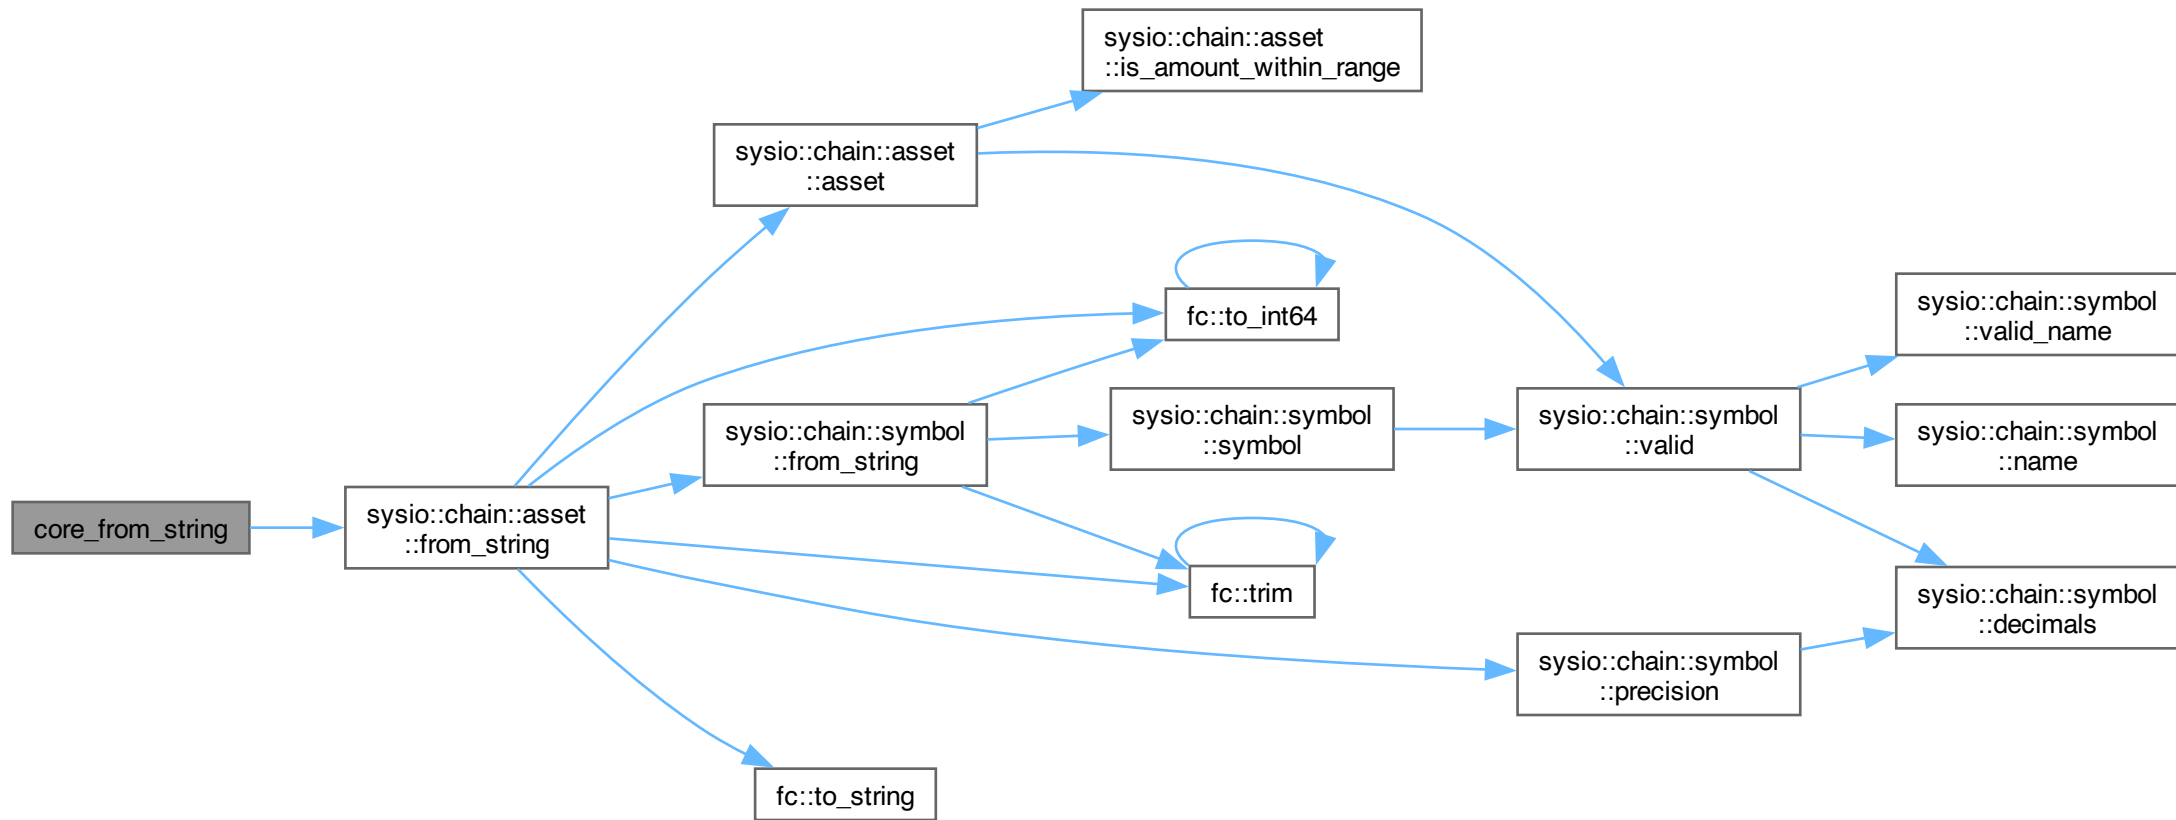 sysio::chain::asset
::is_amount_within_range
sysio::chain::asset
::asset
fc::to_int64
sysio::chain::symbol
::valid_name
sysio::chain::symbol
::from_string
sysio::chain::symbol
::symbol
sysio::chain::symbol
::valid
sysio::chain::symbol
::name
core_from_string
sysio::chain::asset
::from_string
fc::trim
sysio::chain::symbol
::decimals
sysio::chain::symbol
::precision
fc::to_string